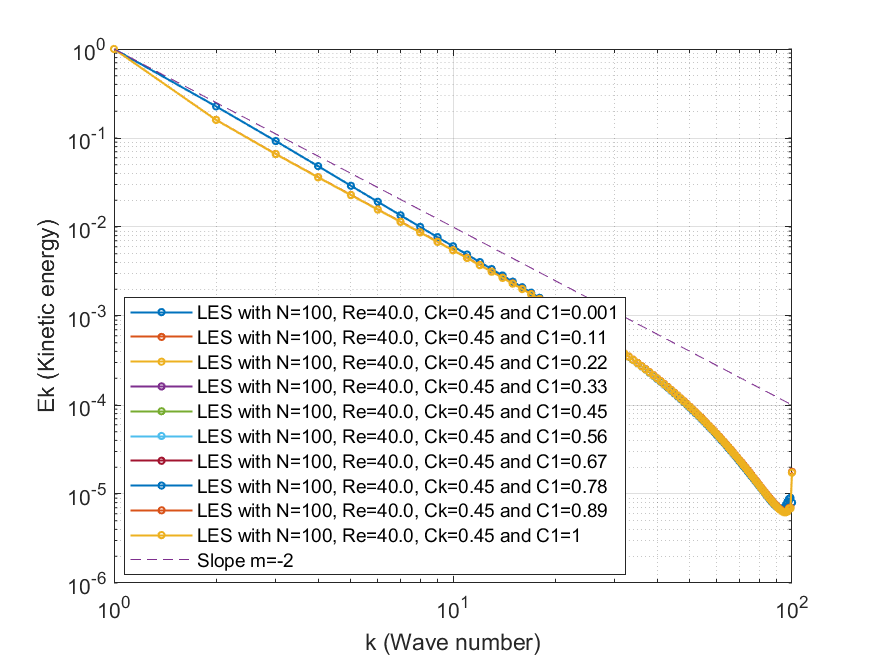 10^0
10^-1
10^-2
10^-3
10^-4
10^-5
10^-6
Ek (Kinetic energy)
LES with N=100, Re=40.0, Ck=0.45 and C1=0.001
LES with N=100, Re=40.0, Ck=0.45 and C1=0.11
LES with N=100, Re=40.0, Ck=0.45 and C1=0.22
LES with N=100, Re=40.0, Ck=0.45 and C1=0.33
LES with N=100, Re=40.0, Ck=0.45 and C1=0.45
LES with N=100, Re=40.0, Ck=0.45 and C1=0.56
LES with N=100, Re=40.0, Ck=0.45 and C1=0.67
LES with N=100, Re=40.0, Ck=0.45 and C1=0.78
LES with N=100, Re=40.0, Ck=0.45 and C1=0.89
LES with N=100, Re=40.0, Ck=0.45 and C1=1
Slope m=-2
10^0 10^1 10^2
k (Wave number)